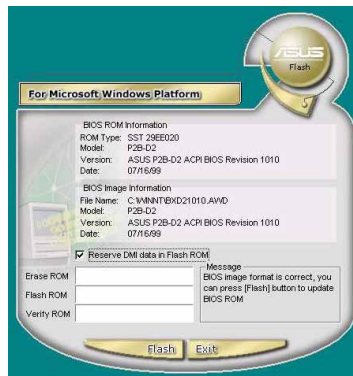 ASUS
Flash
For Microsoft Windows Platform
BIOS ROM Information
ROM Type: SST 29EE020
Model: P2B-D2
Version: ASUS P2B-D2 ACPI BIOS Revision 1010
Date: 07/16/99
BIOS Image Information
File Name: C:\WINNT\BXD21010.AWD
Model: P2B-D2
Version: ASUS P2B-D2 ACPI BIOS Revision 1010
Date: 07/16/99
Reserve DMI data in Flash ROM
Erase ROM
Flash ROM
Verify ROM
Message
BIOS image format is correct, you
can press [Flash] button to update
BIOS ROM
Flash Exit